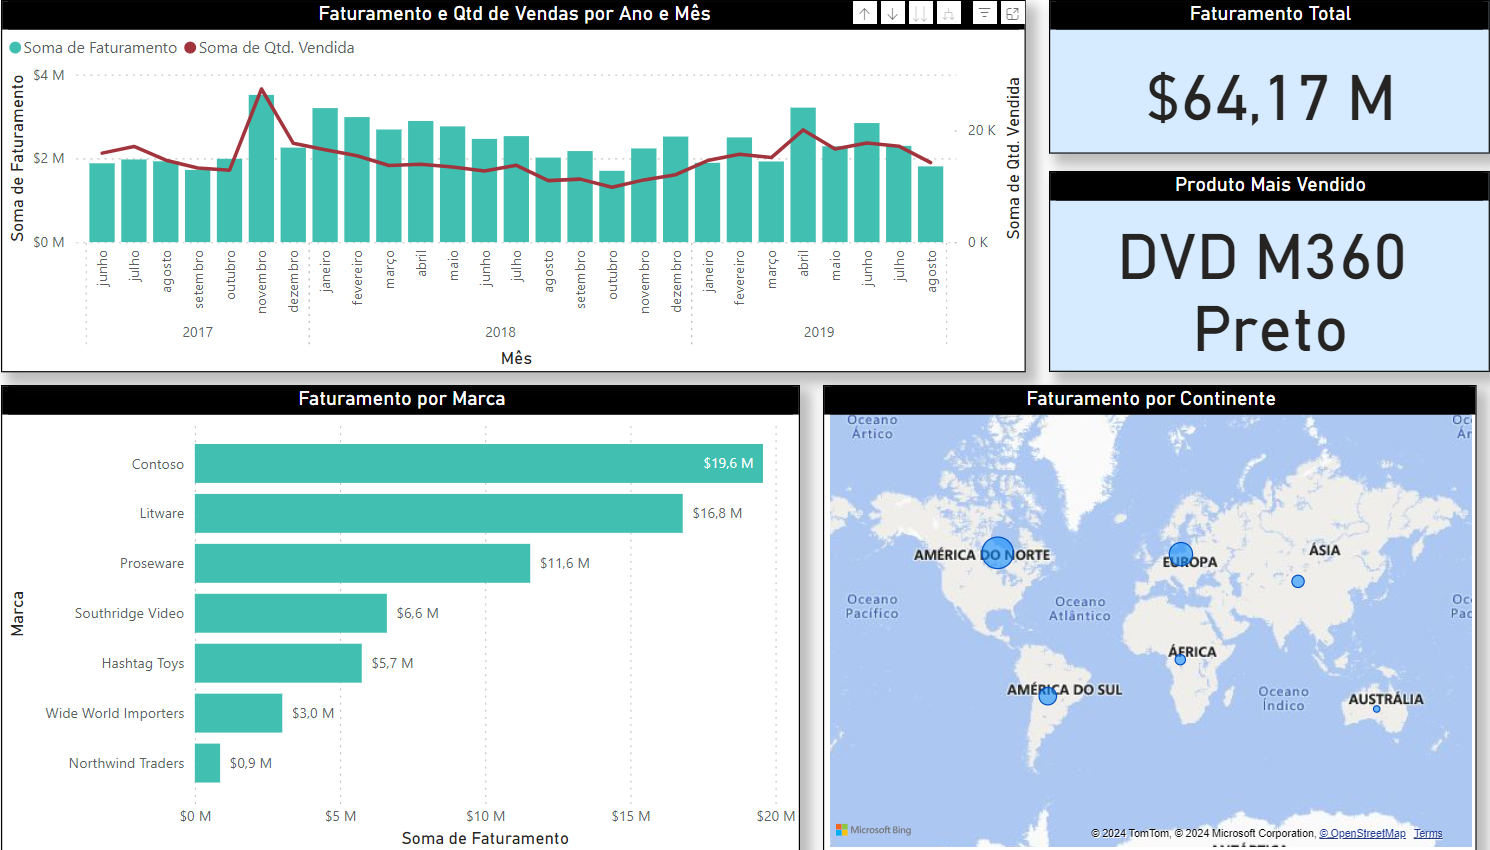 Faturamento e Qtd de Vendas por Ano e Mês
Soma de Faturamento Soma de Qtd. Vendida
Soma de Faturamento
$4 M
$2 M
$0 M
20 K
0 K
Soma de Qtd. Vendida
junho
julho
agosto
setembro
outubro
novembro
dezembro
janeiro
fevereiro
março
abril
maio
junho
julho
agosto
setembro
outubro
novembro
dezembro
janeiro
fevereiro
março
abril
maio
junho
julho
agosto
2017
2018
2019
Mês
Faturamento Total
$64,17 M
Produto Mais Vendido
DVD M360
Preto
Faturamento por Marca
Marca
Contoso $19,6 M
Litware $16,8 M
Proseware $11,6 M
Southridge Video $6,6 M
Hashtag Toys $5,7 M
Wide World Importers $3,0 M
Northwind Traders $0,9 M
$0 M $5 M $10 M $15 M $20 M
Soma de Faturamento
Faturamento por Continente
Oceano
Ártico
Oc
Ár
AMÉRICA DO NORTE
EUROPA
ÁSIA
Oceano
Pacífico
Oceano
Atlântico
Oc
Pac
ÁFRICA
AMÉRICA DO SUL
Oceano
Índico
AUSTRÁLIA
Microsoft Bing
© 2024 TomTom, © 2024 Microsoft Corporation, © OpenStreetMap Terms